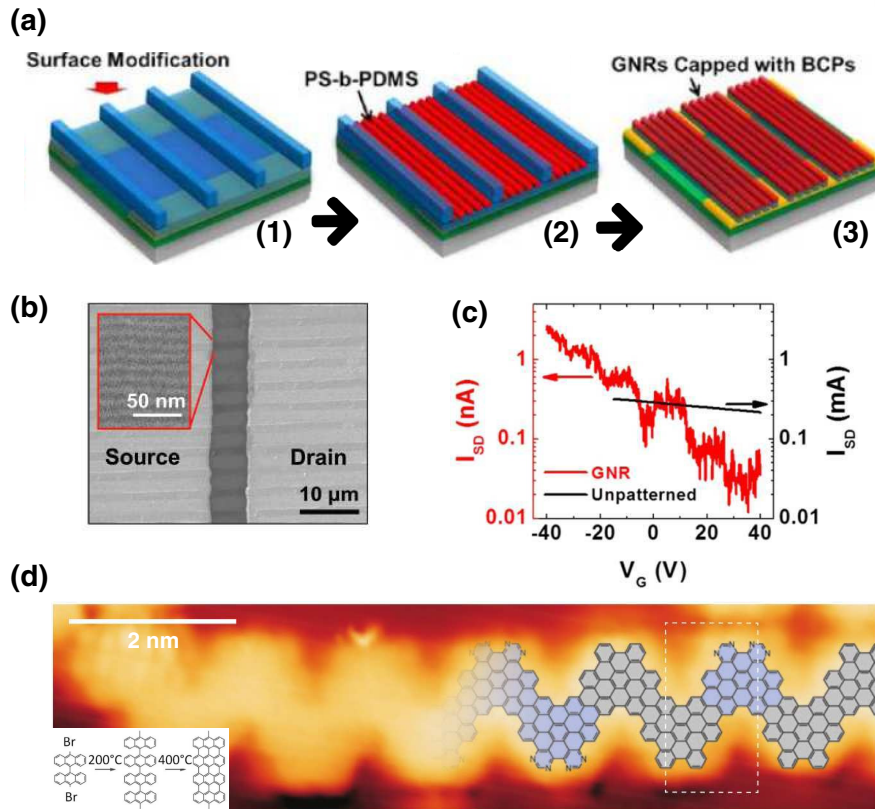 (a)
Surface Modification
PS-b-PDMS
GNRs Capped with BCPs
(1)
(2)
(3)
(b)
50 nm
Source
Drain
10 µm
(c)
I_SD (nA)
1
0.1
0.01
GNR
Unpatterned
-40
-20
0
20
40
V_G (V)
1
0.1
0.01
I_SD (mA)
(d)
2 nm
Br
200°C
400°C
Br
N
N
N
N
N
N
N
N
N
N
N
N